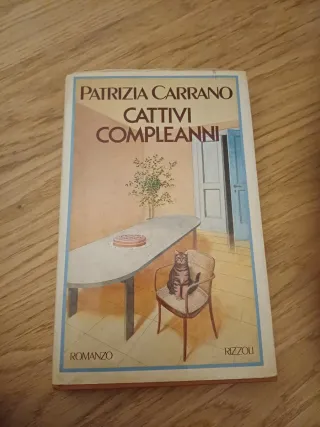 PATRIZIA CARRANO
CATTIVI
COMPLEANNI
ROMANZO
RIZZOLI